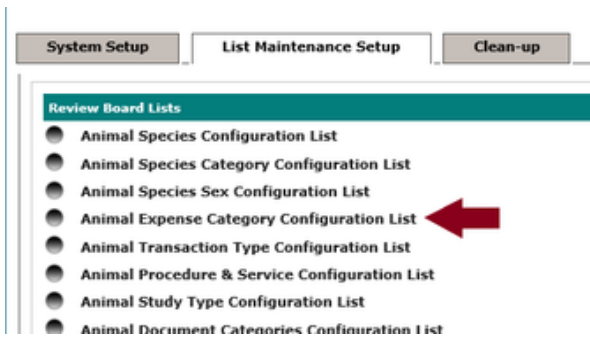 System Setup List Maintenance Setup Clean-up
Review Board Lists
Animal Species Configuration List
Animal Species Category Configuration List
Animal Species Sex Configuration List
Animal Expense Category Configuration List
Animal Transaction Type Configuration List
Animal Procedure & Service Configuration List
Animal Study Type Configuration List
Animal Document Categories Configuration List